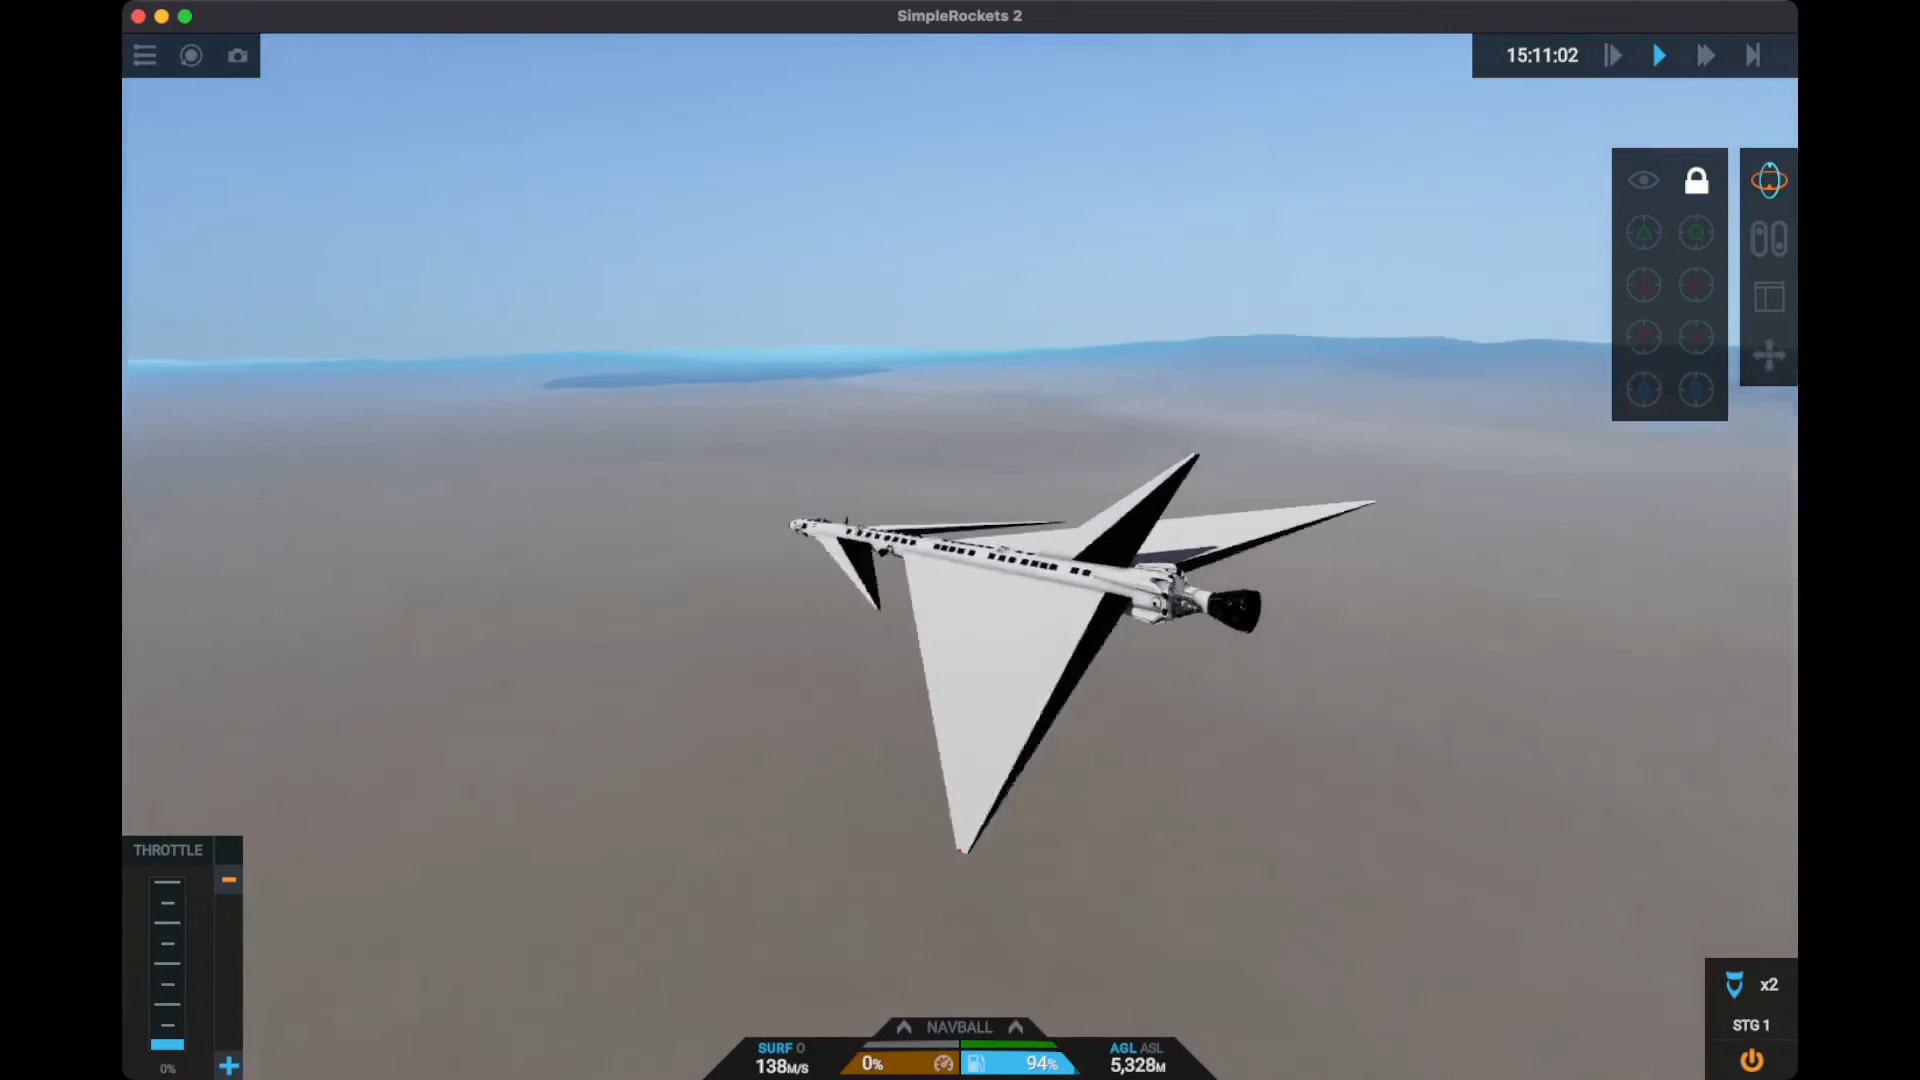 SimpleRockets 2
15:11:02
THROTTLE
0%
NAVBALL
SURF O
138M/S
0%
94%
AGL ASL
5,328M
x2
STG 1